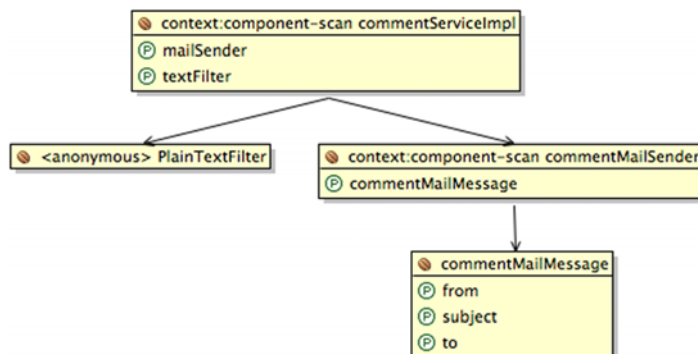 context:component-scan commentServiceImpl
P mailSender
P textFilter
<anonymous> PlainTextFilter
context:component-scan commentMailSender
P commentMailMessage
commentMailMessage
P from
P subject
P to